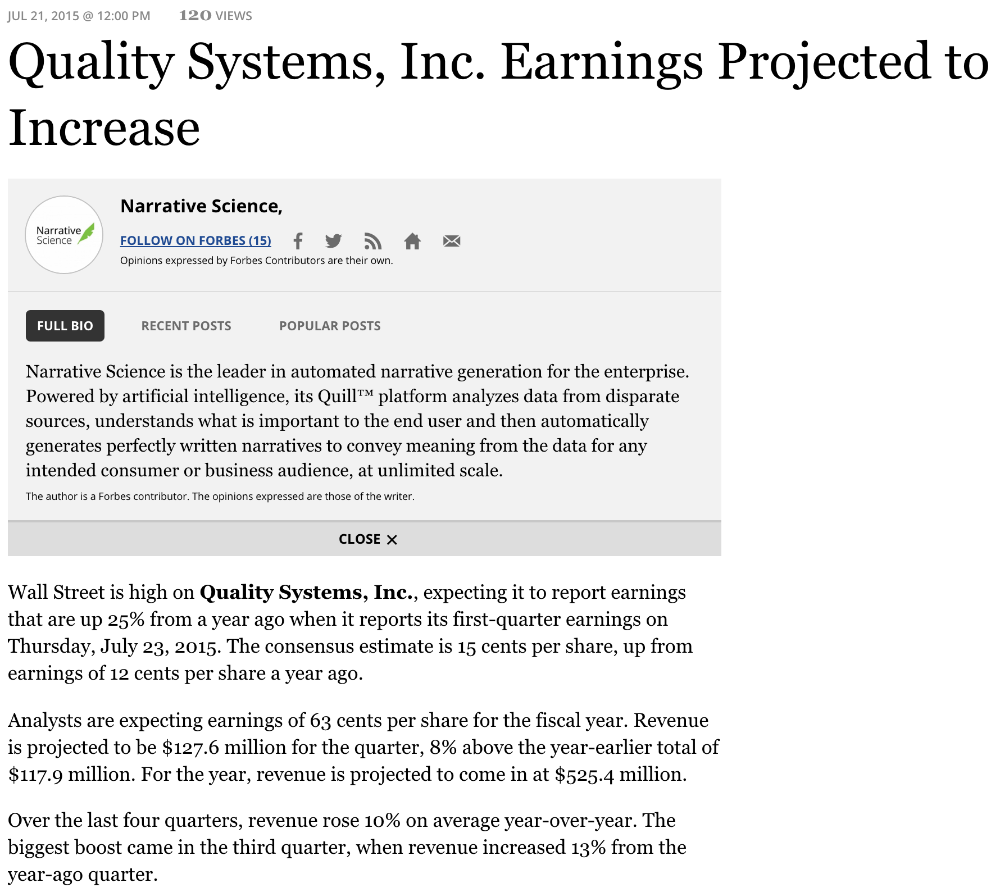 JUL 21, 2015 @ 12:00 PM 120 VIEWS
Quality Systems, Inc. Earnings Projected to
Increase
Narrative
Science
Narrative Science,
FOLLOW ON FORBES (15)
Opinions expressed by Forbes Contributors are their own.
FULL BIO RECENT POSTS POPULAR POSTS
Narrative Science is the leader in automated narrative generation for the enterprise.
Powered by artificial intelligence, its Quill™ platform analyzes data from disparate
sources, understands what is important to the end user and then automatically
generates perfectly written narratives to convey meaning from the data for any
intended consumer or business audience, at unlimited scale.
The author is a Forbes contributor. The opinions expressed are those of the writer.
CLOSE ✕
Wall Street is high on Quality Systems, Inc., expecting it to report earnings
that are up 25% from a year ago when it reports its first-quarter earnings on
Thursday, July 23, 2015. The consensus estimate is 15 cents per share, up from
earnings of 12 cents per share a year ago.
Analysts are expecting earnings of 63 cents per share for the fiscal year. Revenue
is projected to be $127.6 million for the quarter, 8% above the year-earlier total of
$117.9 million. For the year, revenue is projected to come in at $525.4 million.
Over the last four quarters, revenue rose 10% on average year-over-year. The
biggest boost came in the third quarter, when revenue increased 13% from the
year-ago quarter.